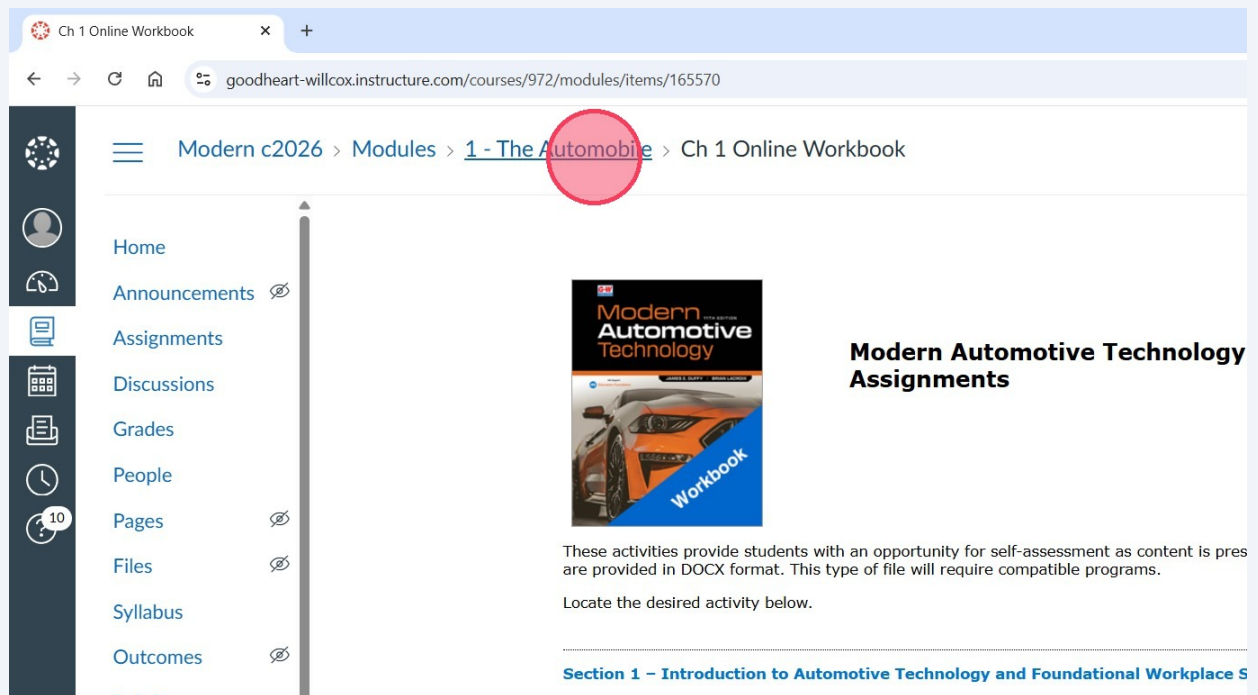 Ch 1 Online Workbook
goodheart-willcox.instructure.com/courses/972/modules/items/165570
Modern c2026 > Modules > 1 - The Automobile > Ch 1 Online Workbook
Home
Announcements
Assignments
Discussions
Grades
People
Pages
Files
Syllabus
Outcomes
10
G-W
Modern 11TH EDITION
Automotive
Technology
JAMES E. DUFFY
Workbook
Modern Automotive Technology
Assignments
These activities provide students with an opportunity for self-assessment as content is pres
are provided in DOCX format. This type of file will require compatible programs.
Locate the desired activity below.
Section 1 – Introduction to Automotive Technology and Foundational Workplace S